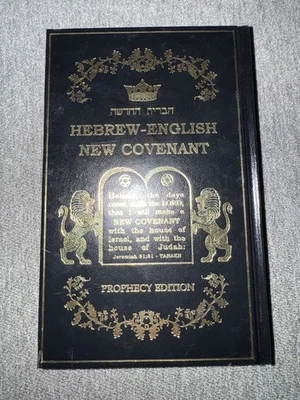 הברית החדשה
HEBREW-ENGLISH
NEW COVENANT
Behold, the days
come, saith the LORD,
that I will make a
NEW COVENANT
with the house of
Israel, and with the
house of Judah:
Jeremiah 31:31 - TANAKH
PROPHECY EDITION